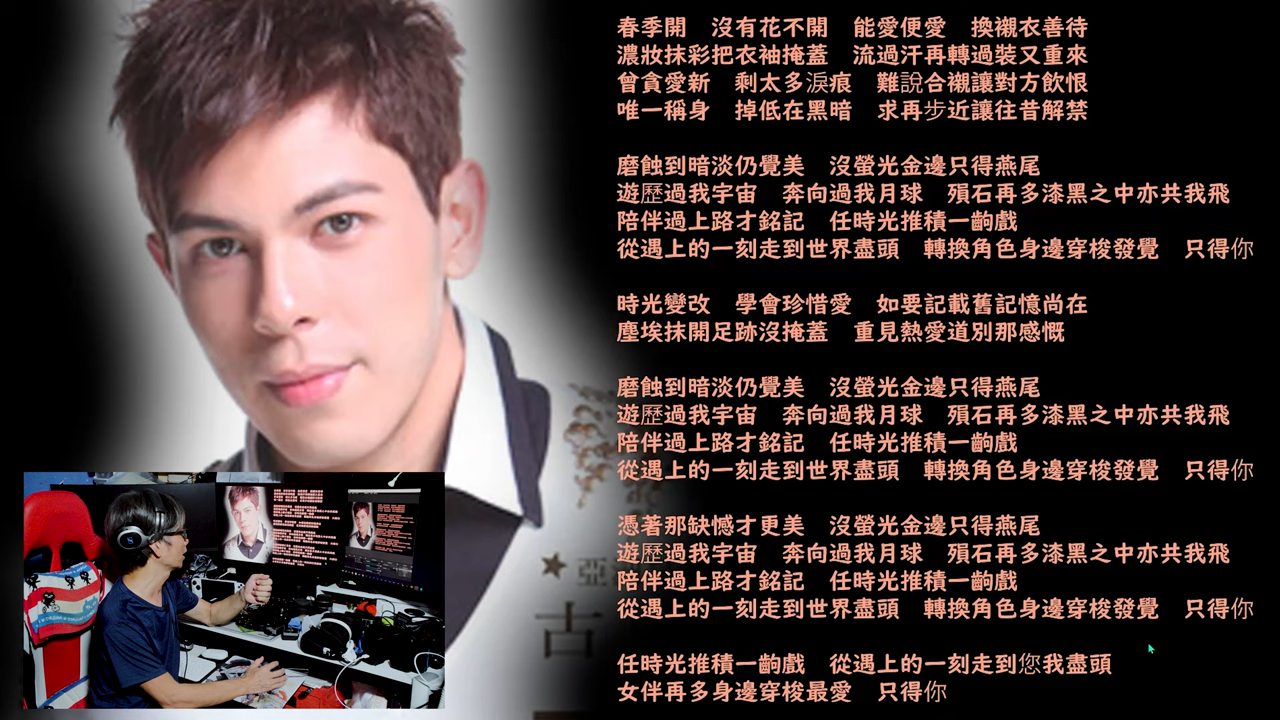 春季開　沒有花不開　能愛便愛　換襯衣善待
濃妝抹彩把衣袖掩蓋　流過汗再轉過裝又重來
曾貪愛新　剩太多淚痕　難說合襯讓對方飲恨
唯一稱身　掉低在黑暗　求再步近讓往昔解禁
磨蝕到暗淡仍覺美　沒螢光金邊只得燕尾
遊歷過我宇宙　奔向過我月球　殞石再多漆黑之中亦共我飛
陪伴過上路才銘記　任時光推積一齣戲
從遇上的一刻走到世界盡頭　轉換角色身邊穿梭發覺　只得你
時光變改　學會珍惜愛　如要記載舊記憶尚在
塵埃抹開足跡沒掩蓋　重見熱愛道別那感慨
磨蝕到暗淡仍覺美　沒螢光金邊只得燕尾
遊歷過我宇宙　奔向過我月球　殞石再多漆黑之中亦共我飛
陪伴過上路才銘記　任時光推積一齣戲
從遇上的一刻走到世界盡頭　轉換角色身邊穿梭發覺　只得你
憑著那缺憾才更美　沒螢光金邊只得燕尾
遊歷過我宇宙　奔向過我月球　殞石再多漆黑之中亦共我飛
陪伴過上路才銘記　任時光推積一齣戲
從遇上的一刻走到世界盡頭　轉換角色身邊穿梭發覺　只得你
任時光推積一齣戲　從遇上的一刻走到您我盡頭
女伴再多身邊穿梭最愛　只得你
亞
古